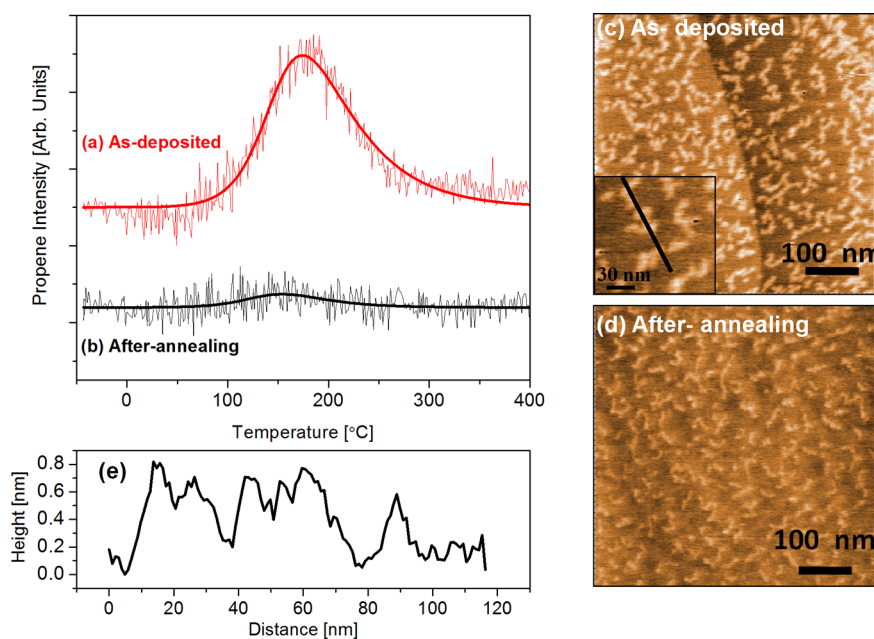 Propene Intensity [Arb. Units]
(a) As-deposited
(b) After-annealing
0 100 200 300 400
Temperature [°C]
(c) As- deposited
30 nm
100 nm
(d) After- annealing
100 nm
(e)
Height [nm]
0.8
0.6
0.4
0.2
0.0
0 20 40 60 80 100 120
Distance [nm]